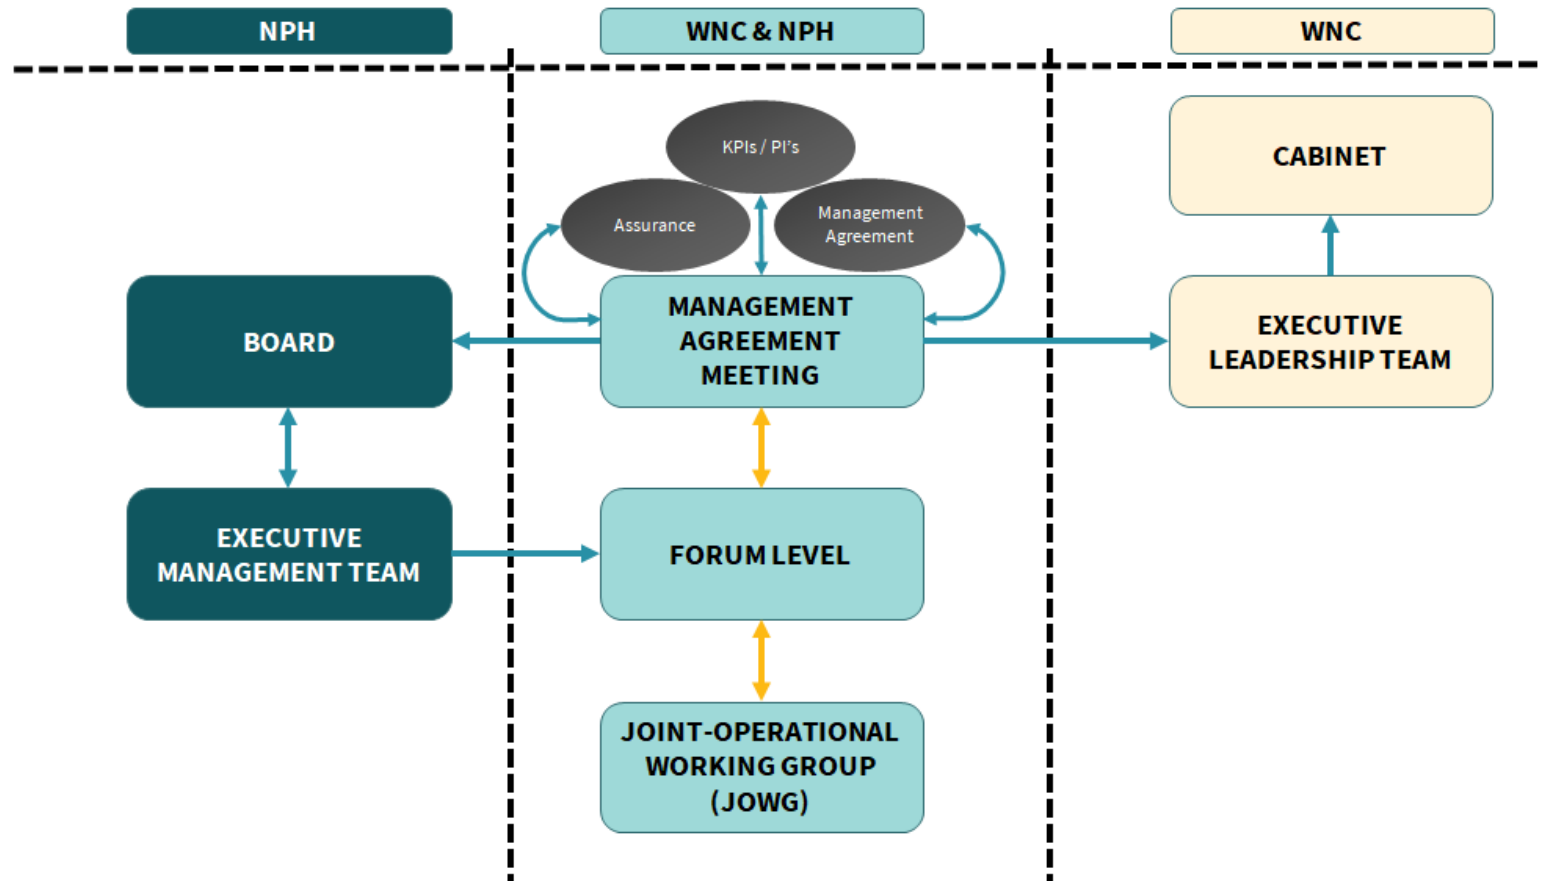 NPH
WNC & NPH
WNC
KPIs / PI's
Assurance
Management
Agreement
CABINET
BOARD
MANAGEMENT
AGREEMENT
MEETING
EXECUTIVE
LEADERSHIP TEAM
EXECUTIVE
MANAGEMENT TEAM
FORUM LEVEL
JOINT-OPERATIONAL
WORKING GROUP
(JOWG)